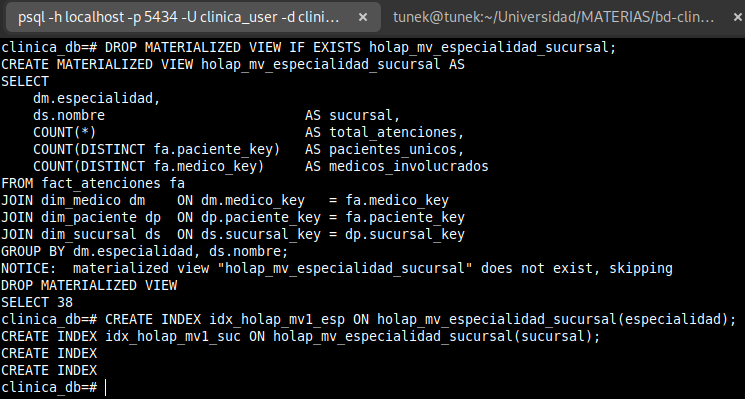 psql -h localhost -p 5434 -U clinica_user -d clini...
tunek@tunek:~/Universidad/MATERIAS/bd-clin...
clinica_db=# DROP MATERIALIZED VIEW IF EXISTS holap_mv_especialidad_sucursal;
CREATE MATERIALIZED VIEW holap_mv_especialidad_sucursal AS
SELECT
    dm.especialidad,
    ds.nombre                        AS sucursal,
    COUNT(*)                         AS total_atenciones,
    COUNT(DISTINCT fa.paciente_key)   AS pacientes_unicos,
    COUNT(DISTINCT fa.medico_key)     AS medicos_involucrados
FROM fact_atenciones fa
JOIN dim_medico dm    ON dm.medico_key   = fa.medico_key
JOIN dim_paciente dp  ON dp.paciente_key = fa.paciente_key
JOIN dim_sucursal ds  ON ds.sucursal_key = dp.sucursal_key
GROUP BY dm.especialidad, ds.nombre;
NOTICE:  materialized view "holap_mv_especialidad_sucursal" does not exist, skipping
DROP MATERIALIZED VIEW
SELECT 38
clinica_db=# CREATE INDEX idx_holap_mv1_esp ON holap_mv_especialidad_sucursal(especialidad);
CREATE INDEX idx_holap_mv1_suc ON holap_mv_especialidad_sucursal(sucursal);
CREATE INDEX
CREATE INDEX
clinica_db=#